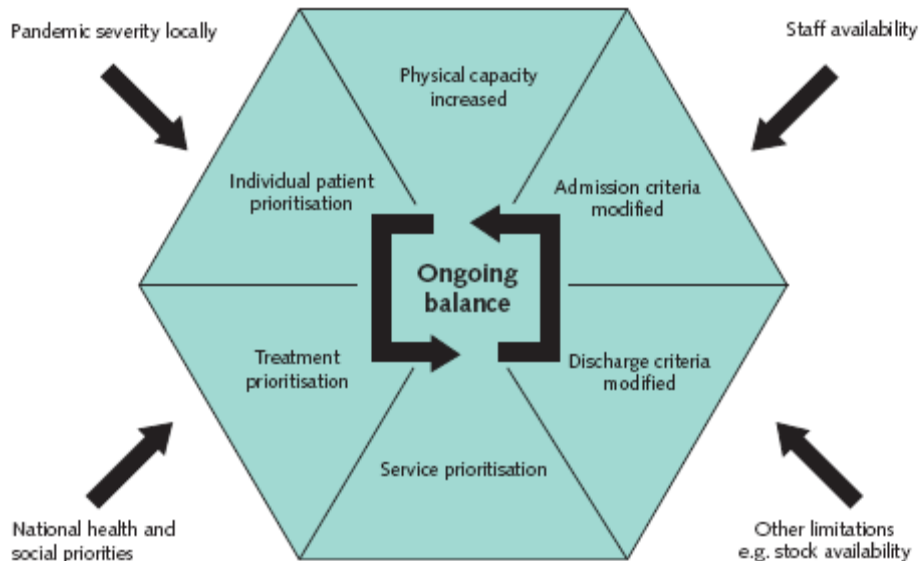 Pandemic severity locally
Staff availability
Physical capacity
increased
Individual patient
prioritisation
Admission criteria
modified
Ongoing
balance
Treatment
prioritisation
Discharge criteria
modified
Service prioritisation
National health and
social priorities
Other limitations
e.g. stock availability